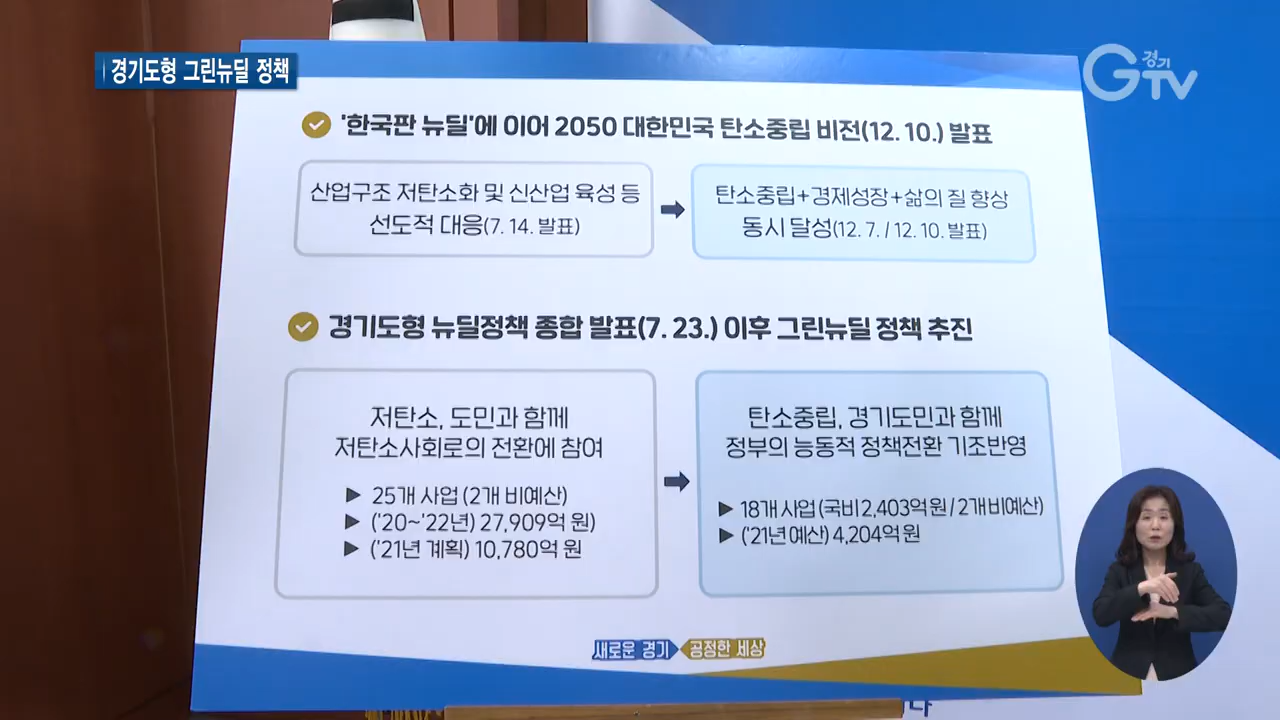 경기도형 그린뉴딜 정책
G경기TV
'한국판 뉴딜'에 이어 2050 대한민국 탄소중립 비전(12. 10.) 발표
산업구조 저탄소화 및 신산업 육성 등
선도적 대응(7. 14. 발표)
탄소중립+경제성장+삶의 질 향상
동시 달성(12. 7. / 12. 10. 발표)
경기도형 뉴딜정책 종합 발표(7. 23.) 이후 그린뉴딜 정책 추진
저탄소, 도민과 함께
저탄소사회로의 전환에 참여
▶ 25개 사업 (2개 비예산)
▶ ('20~'22년) 27,909억 원)
▶ ('21년 계획) 10,780억 원
탄소중립, 경기도민과 함께
정부의 능동적 정책전환 기조반영
▶ 18개 사업 (국비 2,403억 원 / 2개 비예산)
▶ ('21년 예산) 4,204억 원
새로운 경기 공정한 세상